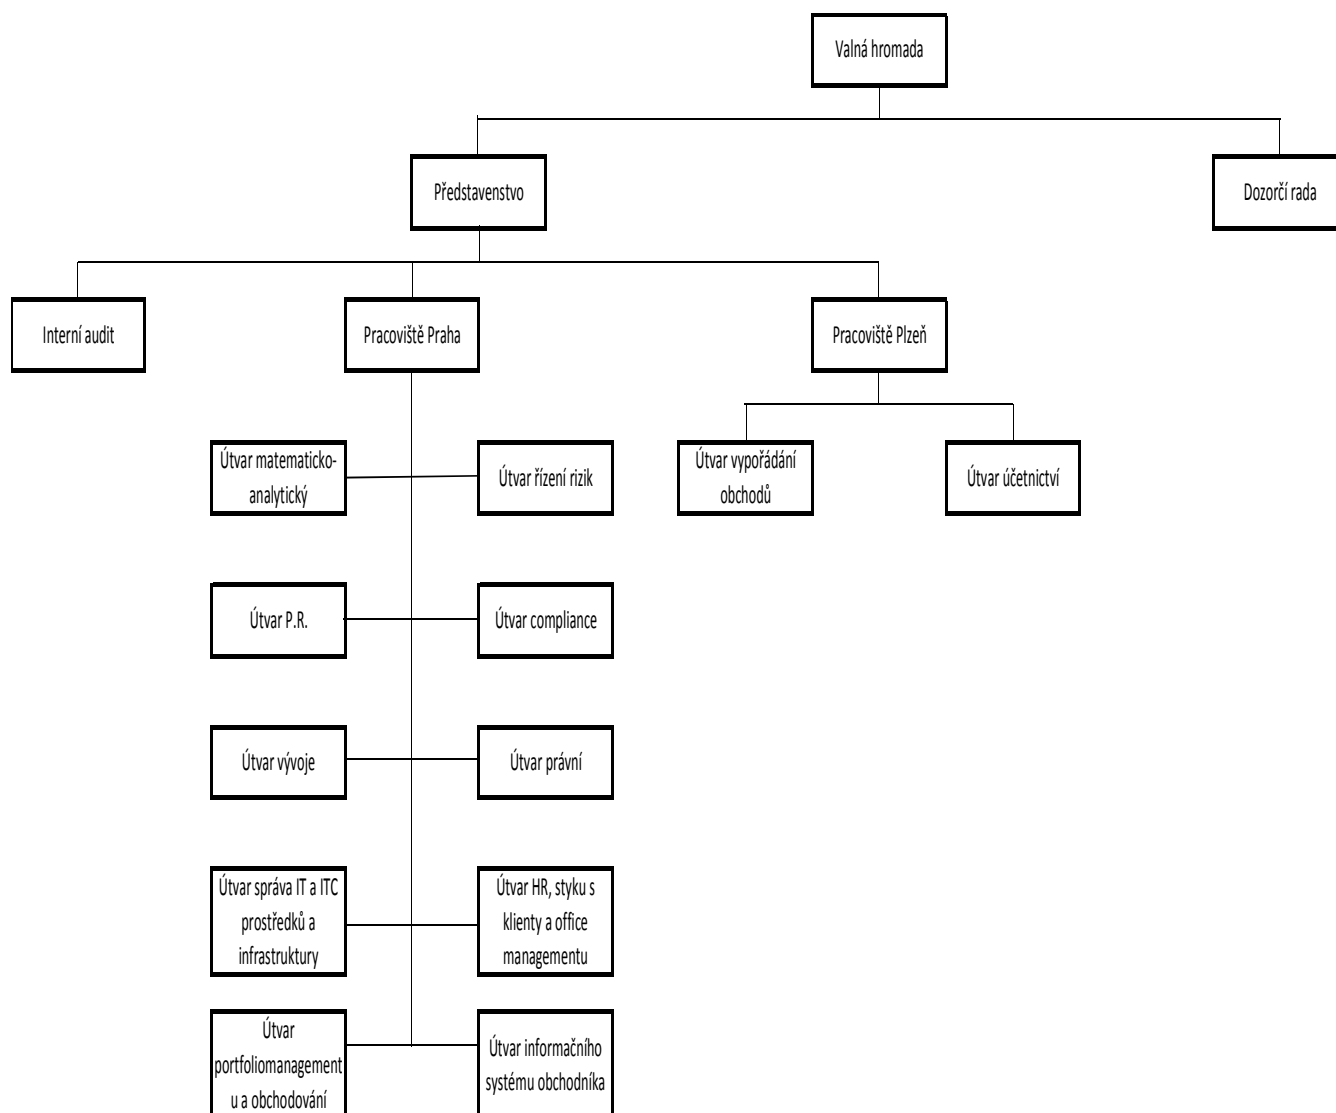 Valná hromada
Představenstvo
Dozorčí rada
Interní audit
Pracoviště Praha
Pracoviště Plzeň
Útvar matematicko-
analytický
Útvar řízení rizik
Útvar vypořádání
obchodů
Útvar účetnictví
Útvar P.R.
Útvar compliance
Útvar vývoje
Útvar právní
Útvar správa IT a ITC
prostředků a
infrastruktury
Útvar HR, styku s
klienty a office
managementu
Útvar
portfoliomanagement
u a obchodování
Útvar informačního
systému obchodníka